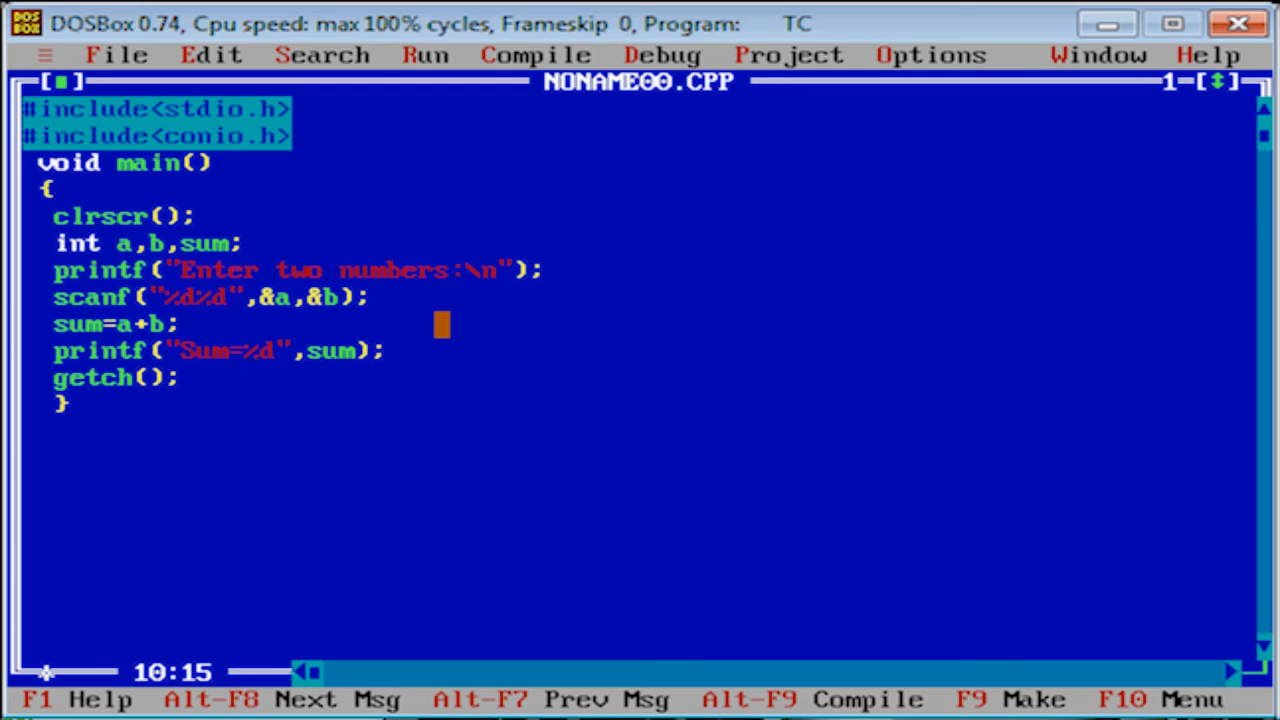 DOSBox 0.74, Cpu speed: max 100% cycles, Frameskip 0, Program: TC
≡ File Edit Search Run Compile Debug Project Options Window Help
[■] NONAME00.CPP 1=[↕]
#include<stdio.h>
#include<conio.h>
void main()
{
clrscr();
int a,b,sum;
printf("Enter two numbers:\n");
scanf("%d%d",&a,&b);
sum=a+b;
printf("Sum=%d",sum);
getch();
}
10:15
F1 Help Alt-F8 Next Msg Alt-F7 Prev Msg Alt-F9 Compile F9 Make F10 Menu